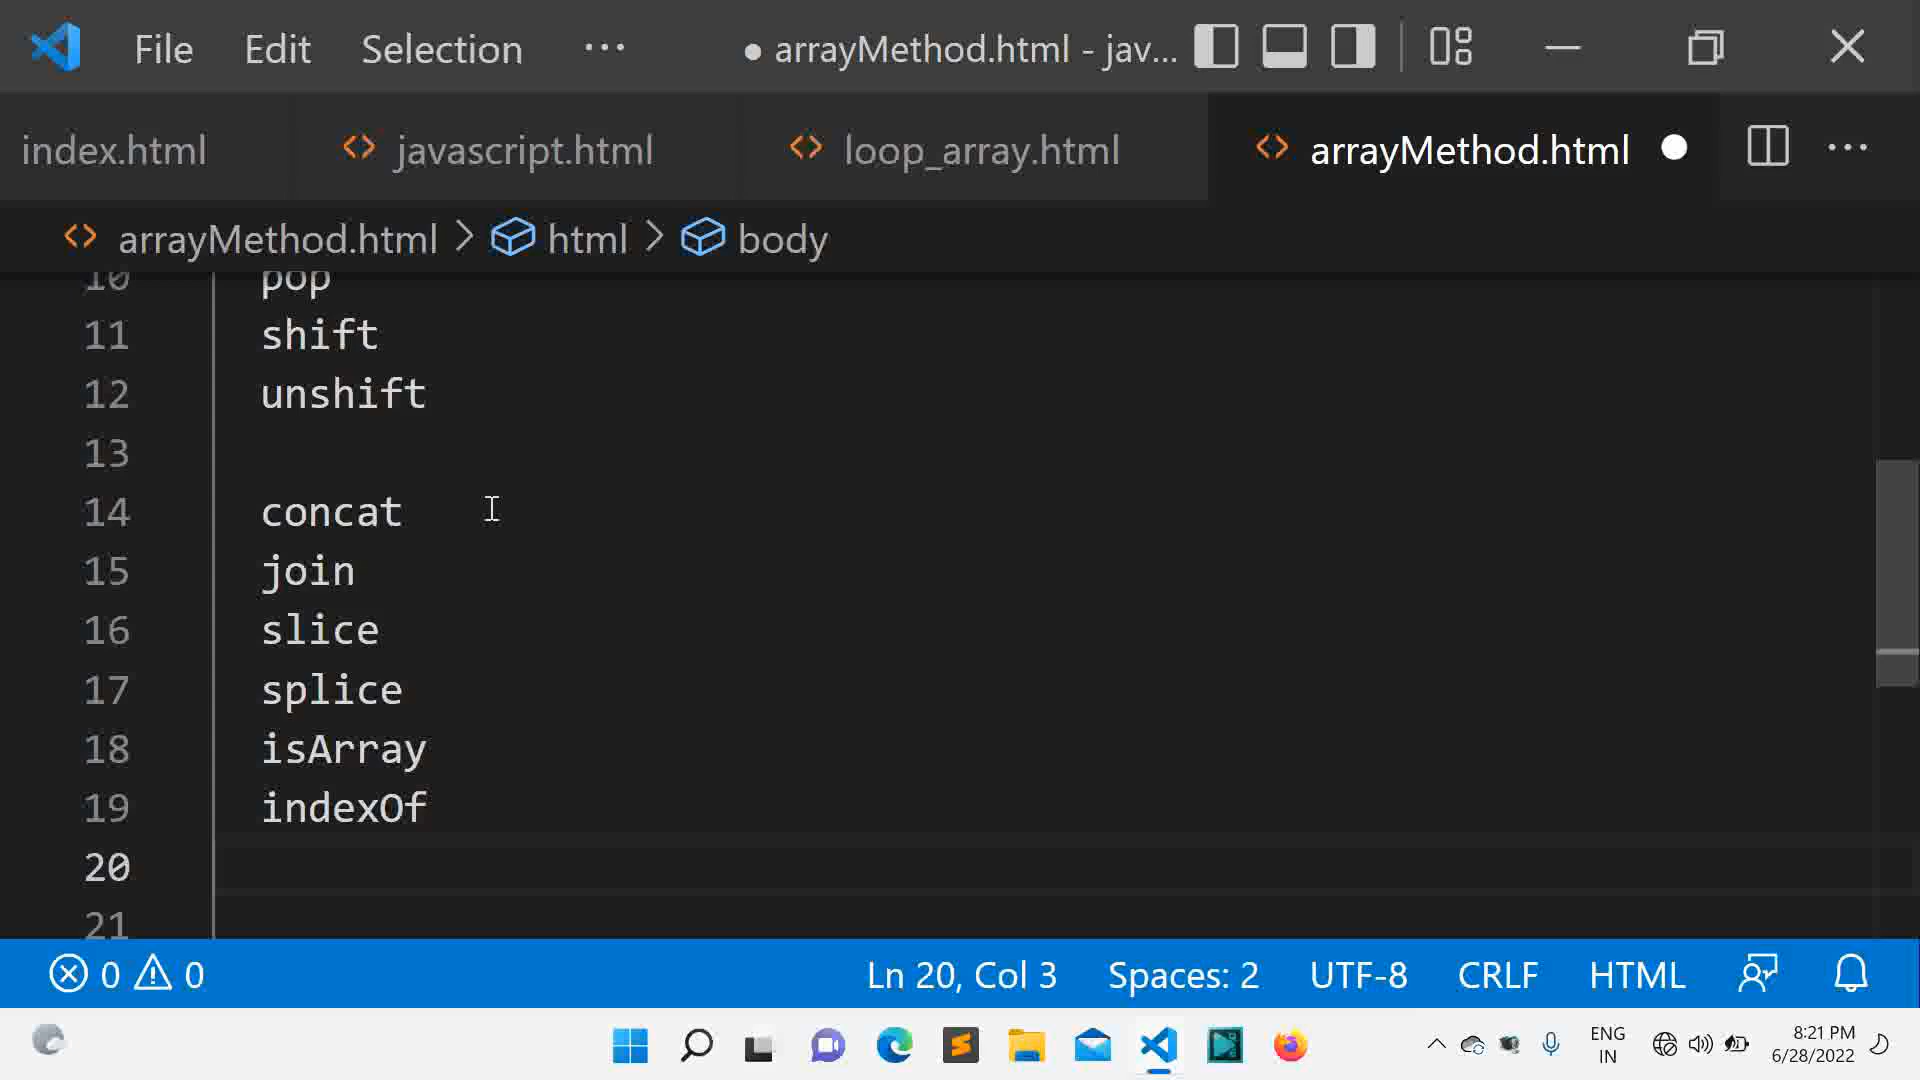 File Edit Selection ··· ● arrayMethod.html - jav...
index.html javascript.html loop_array.html arrayMethod.html ● ···
arrayMethod.html > html > body
10 pop
11 shift
12 unshift
13
14 concat
15 join
16 slice
17 splice
18 isArray
19 indexOf
20
21
0 0 Ln 20, Col 3 Spaces: 2 UTF-8 CRLF HTML
ENG
IN
8:21 PM
6/28/2022